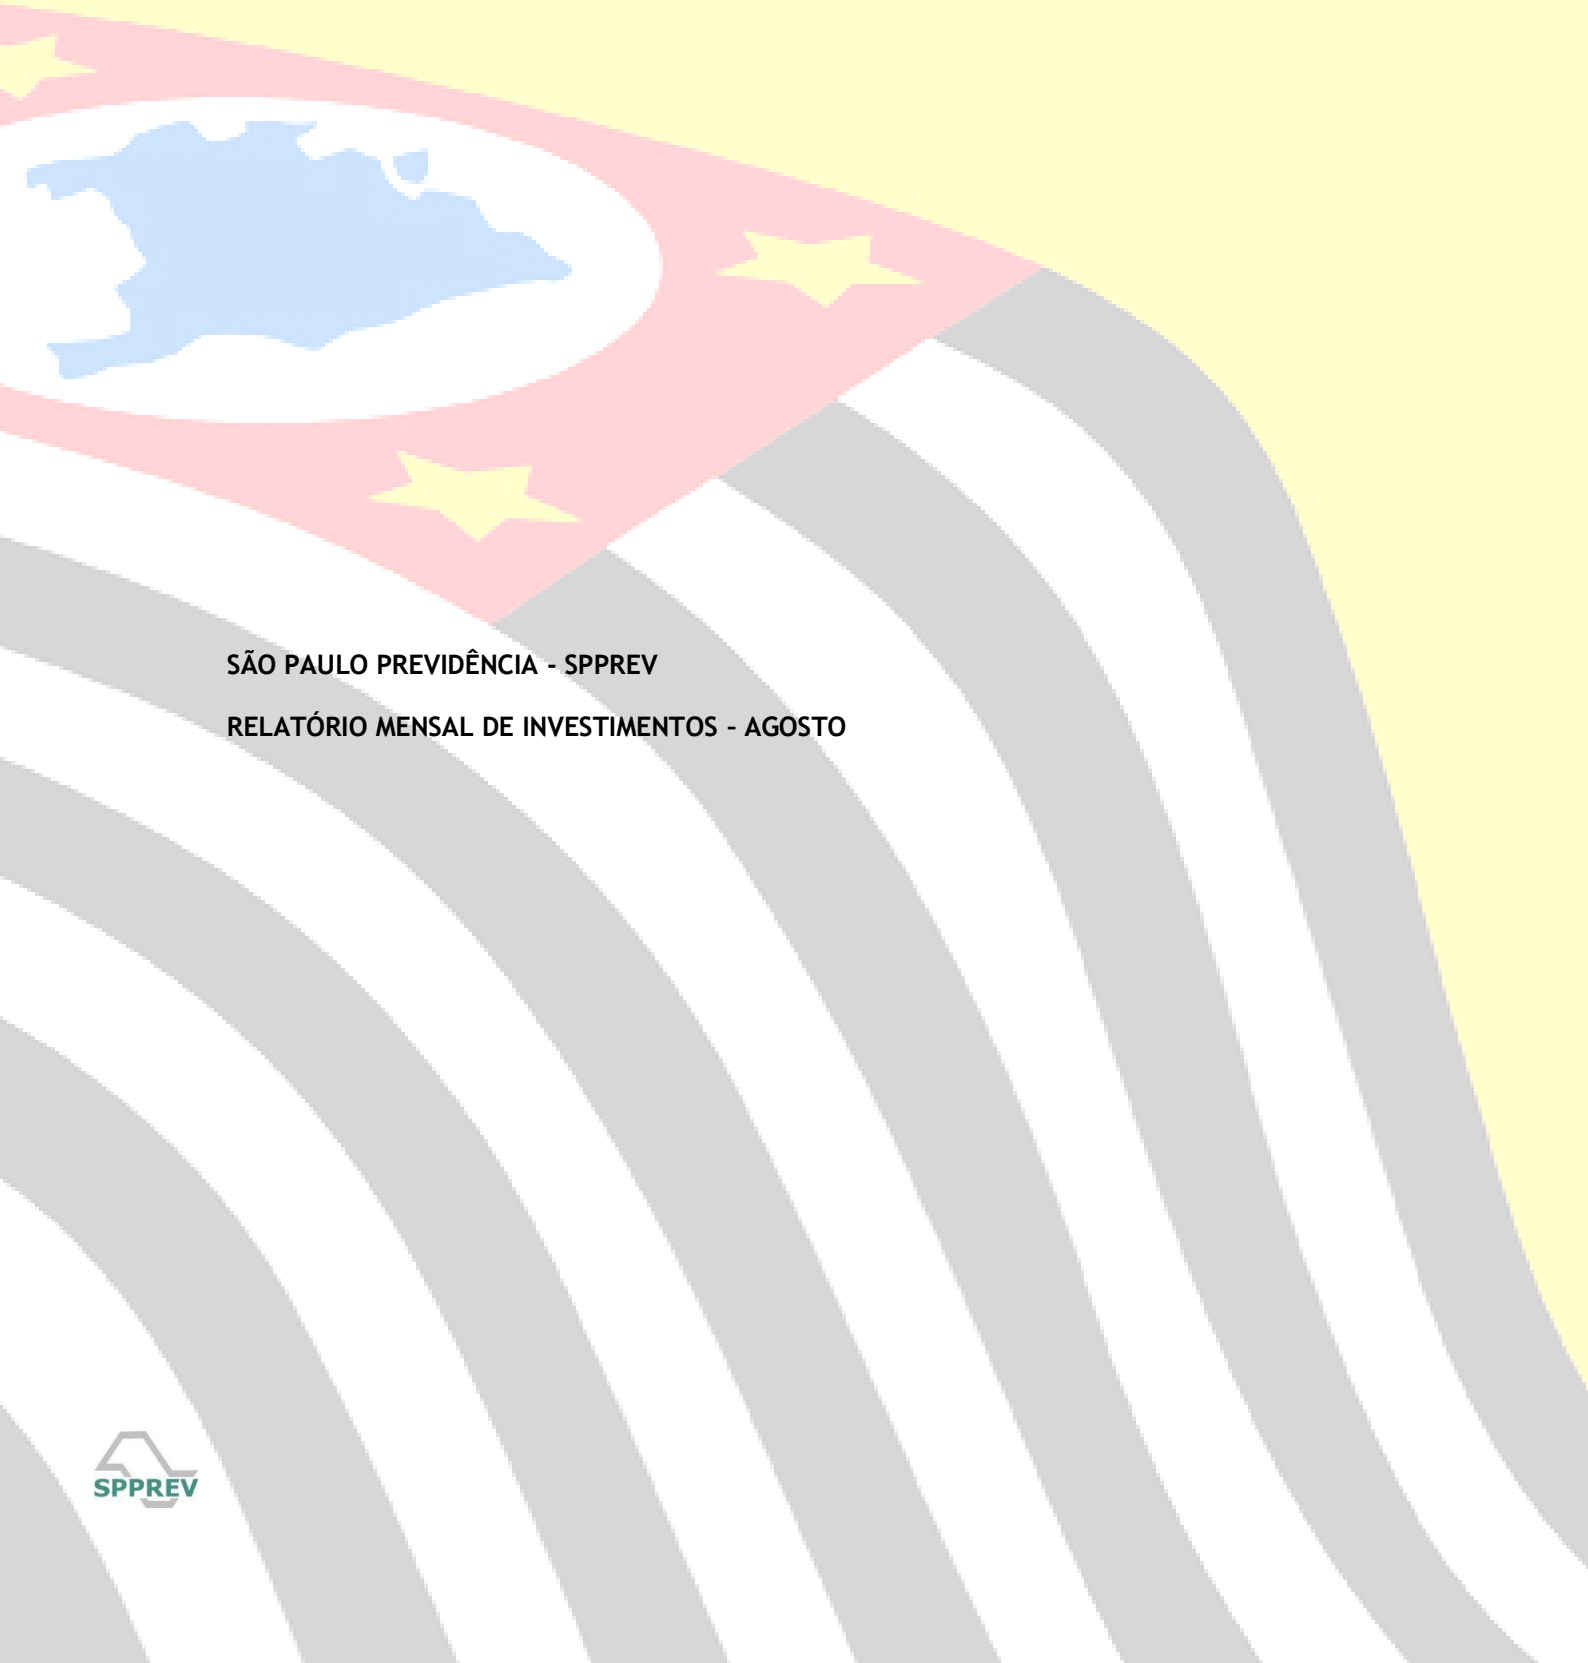 SÃO PAULO PREVIDÊNCIA - SPPREV
RELATÓRIO MENSAL DE INVESTIMENTOS – AGOSTO
SPPREV